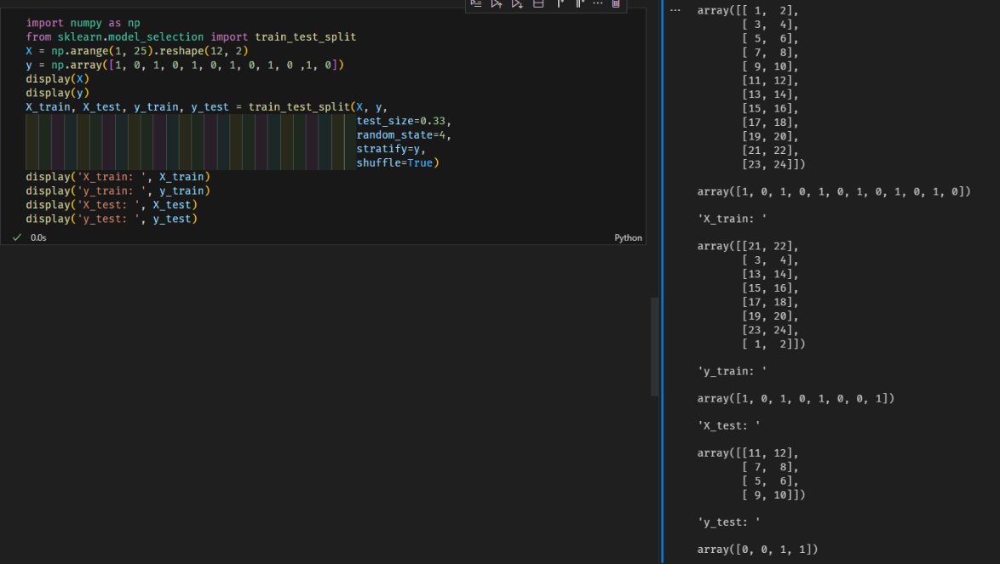 import numpy as np
from sklearn.model_selection import train_test_split
X = np.arange(1, 25).reshape(12, 2)
y = np.array([1, 0, 1, 0, 1, 0, 1, 0, 1, 0 ,1, 0])
display(X)
display(y)
X_train, X_test, y_train, y_test = train_test_split(X, y,
test_size=0.33,
random_state=4,
stratify=y,
shuffle=True)
display('X_train: ', X_train)
display('y_train: ', y_train)
display('X_test: ', X_test)
display('y_test: ', y_test)
0.0s
Python
array([[ 1,  2],
[ 3,  4],
[ 5,  6],
[ 7,  8],
[ 9, 10],
[11, 12],
[13, 14],
[15, 16],
[17, 18],
[19, 20],
[21, 22],
[23, 24]])
array([1, 0, 1, 0, 1, 0, 1, 0, 1, 0, 1, 0])
'X_train: '
array([[21, 22],
[ 3,  4],
[13, 14],
[15, 16],
[17, 18],
[19, 20],
[23, 24],
[ 1,  2]])
'y_train: '
array([1, 0, 1, 0, 1, 0, 0, 1])
'X_test: '
array([[11, 12],
[ 7,  8],
[ 5,  6],
[ 9, 10]])
'y_test: '
array([0, 0, 1, 1])